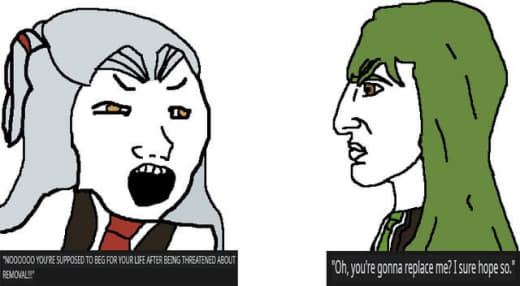 "NOOOOOO YOU'RE SUPPOSED TO BEG FOR YOUR LIFE AFTER BEING THREATENED ABOUT
REMOVAL!!!"
"Oh, you're gonna replace me? I sure hope so."